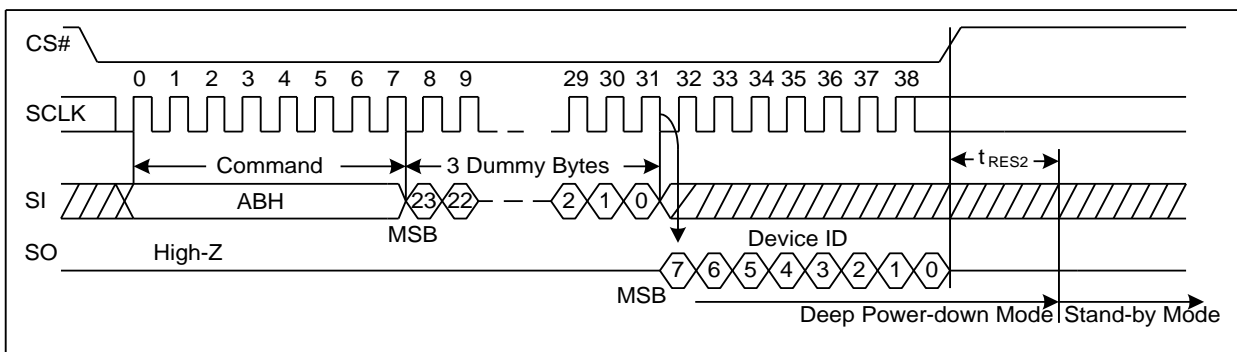 CS#
0 1 2 3 4 5 6 7 8 9 29 30 31 32 33 34 35 36 37 38
SCLK
Command 3 Dummy Bytes tRES2
SI ABH 23 22 2 1 0
MSB
SO High-Z Device ID
7 6 5 4 3 2 1 0
MSB
Deep Power-down Mode Stand-by Mode